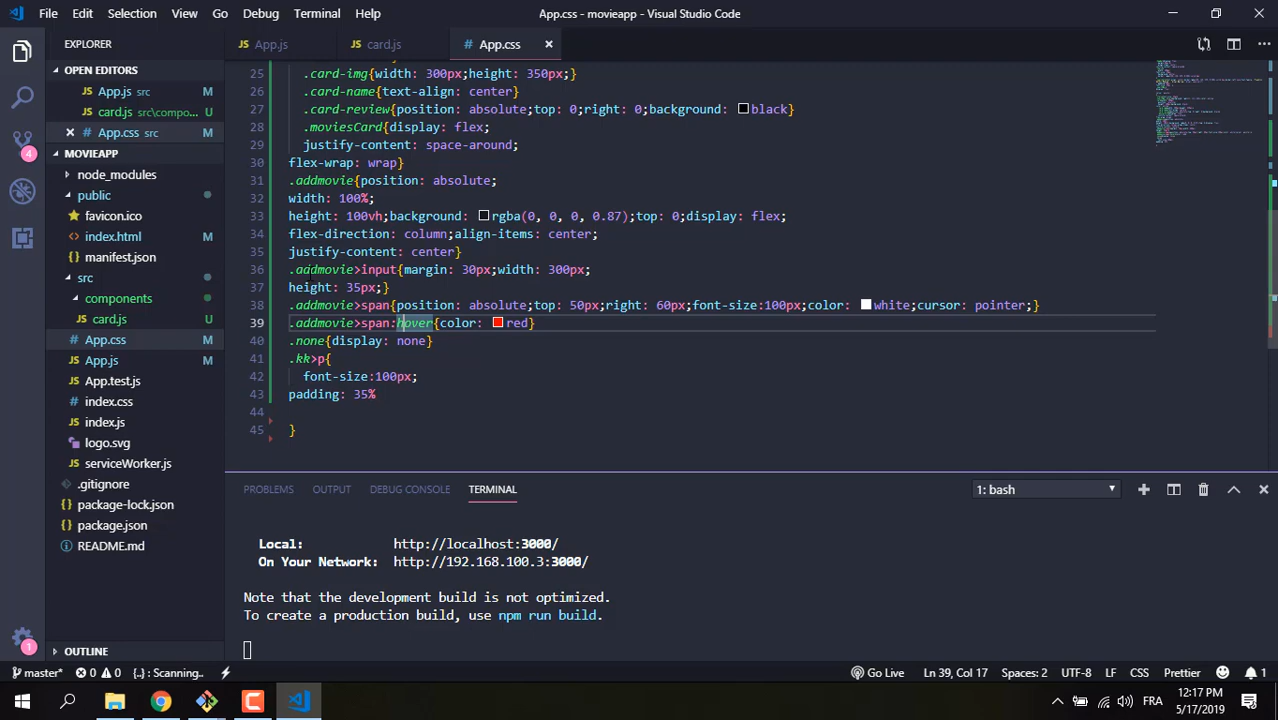 File Edit Selection View Go Debug Terminal Help
App.css - movieapp - Visual Studio Code
EXPLORER
App.js
card.js
App.css
OPEN EDITORS
App.js src
card.js src\compo...
App.css src
MOVIEAPP
node_modules
public
favicon.ico
index.html M
manifest.json
src
components
card.js U
App.css U
App.js M
App.test.js
index.css
index.js
logo.svg
serviceWorker.js
.gitignore
package-lock.json M
package.json M
README.md
OUTLINE
25 .card-img{width: 300px;height: 350px;}
26 .card-name{text-align: center}
27 .card-review{position: absolute;top: 0;right: 0;background: black}
28 .moviesCard{display: flex;
29 justify-content: space-around;
30 flex-wrap: wrap}
31 .addmovie{position: absolute;
32 width: 100%;
33 height: 100vh;background: rgba(0, 0, 0, 0.87);top: 0;display: flex;
34 flex-direction: column;align-items: center;
35 justify-content: center}
36 .addmovie>input{margin: 30px;width: 300px;
37 height: 35px;}
38 .addmovie>span{position: absolute;top: 50px;right: 60px;font-size:100px;color: white;cursor: pointer;}
39 .addmovie>span:hover{color: red}
40 .none{display: none}
41 .kk>p{
42 font-size:100px;
43 padding: 35%
44
45 }
PROBLEMS OUTPUT DEBUG CONSOLE TERMINAL
1: bash
Local: http://localhost:3000/
On Your Network: http://192.168.100.3:3000/
Note that the development build is not optimized.
To create a production build, use npm run build.
master* 0 0 {..} : Scanning..
Go Live Ln 39, Col 17 Spaces: 2 UTF-8 LF CSS Prettier 1
FRA
12:17 PM
5/17/2019